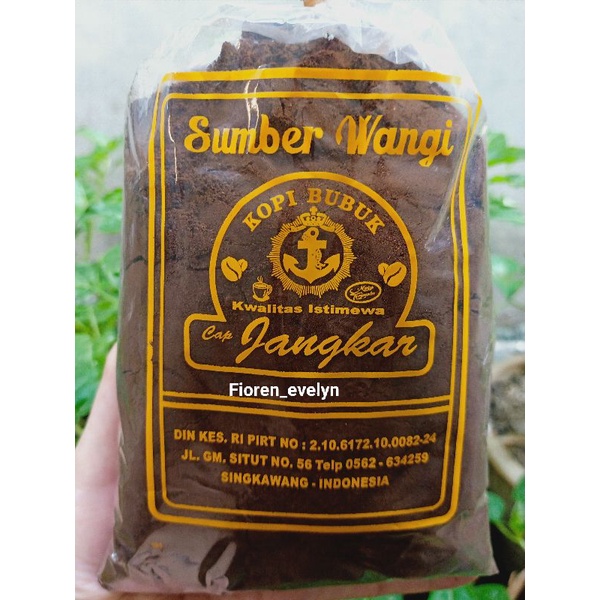 Sumber Wangi
KOPI BUBUK
Kwalitas Istimewa
Cap Jangkar
Fioren_evelyn
DIN KES. RI PIRT NO : 2.10.6172.10.0082-24
JL. GM. SITUT NO. 56 Telp 0562 - 634259
SINGKAWANG - INDONESIA